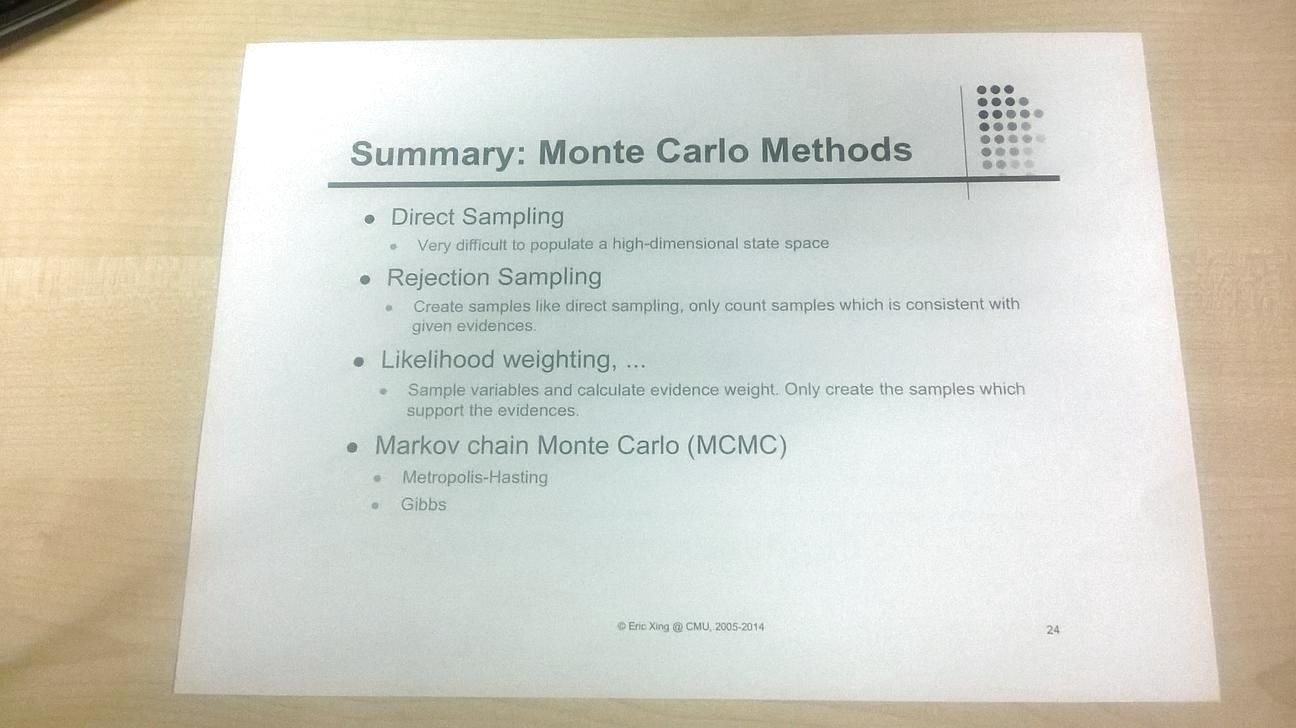 Summary: Monte Carlo Methods
● Direct Sampling
● Very difficult to populate a high-dimensional state space
● Rejection Sampling
● Create samples like direct sampling, only count samples which is consistent with
given evidences.
● Likelihood weighting, ...
● Sample variables and calculate evidence weight. Only create the samples which
support the evidences.
● Markov chain Monte Carlo (MCMC)
● Metropolis-Hasting
● Gibbs
© Eric Xing @ CMU, 2005-2014
24